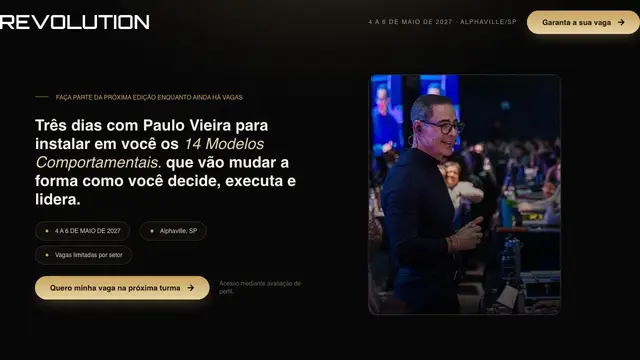 REVOLUTION
4 A 6 DE MAIO DE 2027 · ALPHAVILLE/SP
Garanta a sua vaga →
FAÇA PARTE DA PRÓXIMA EDIÇÃO ENQUANTO AINDA HÁ VAGAS
Três dias com Paulo Vieira para
instalar em você os 14 Modelos
Comportamentais. que vão mudar a
forma como você decide, executa e
lidera.
4 A 6 DE MAIO DE 2027
Alphaville, SP
Vagas limitadas por setor
Quero minha vaga na próxima turma →
Acesso mediante avaliação de
perfil.